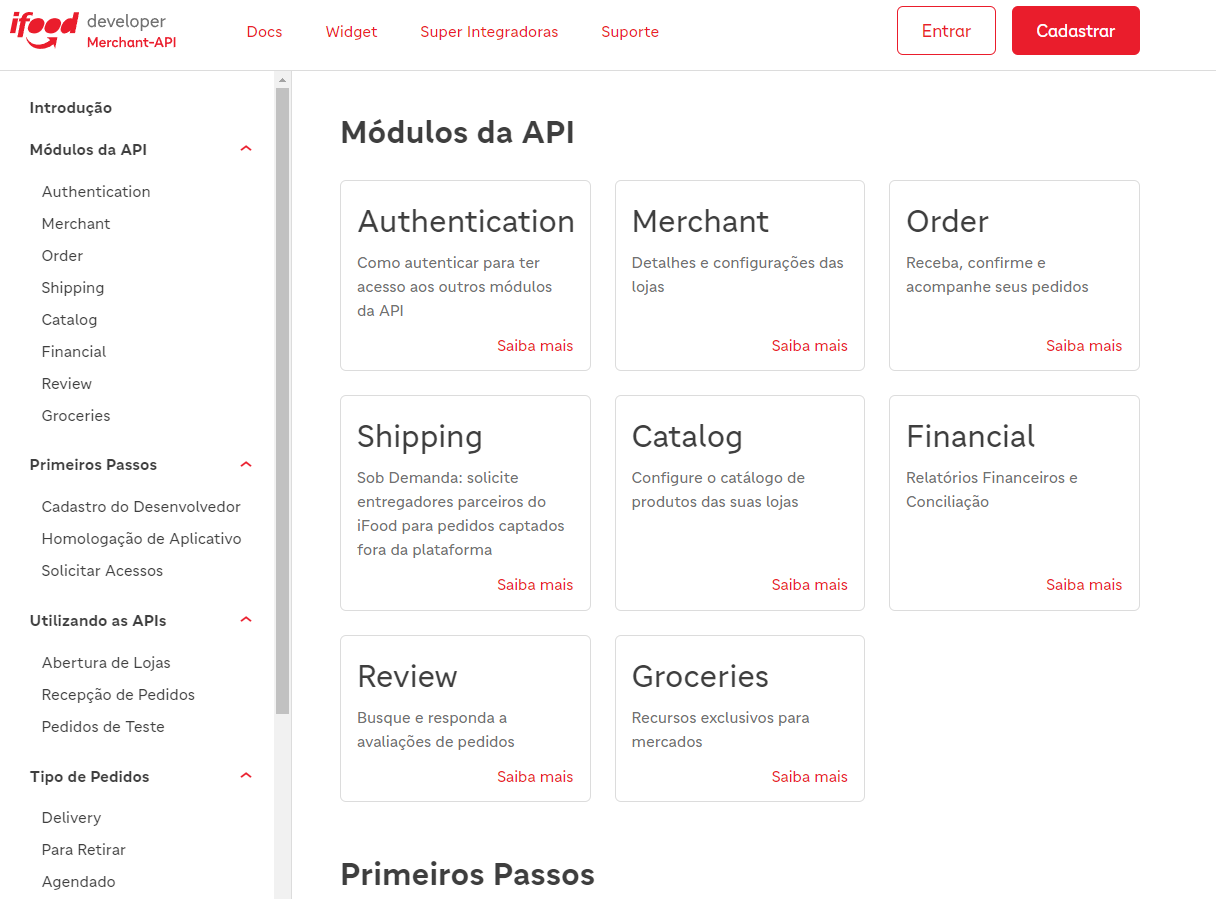 ifood developer
Merchant-API
Docs
Widget
Super Integradoras
Suporte
Entrar
Cadastrar
Introdução
Módulos da API
Authentication
Merchant
Order
Shipping
Catalog
Financial
Review
Groceries
Primeiros Passos
Cadastro do Desenvolvedor
Homologação de Aplicativo
Solicitar Acessos
Utilizando as APIs
Abertura de Lojas
Recepção de Pedidos
Pedidos de Teste
Tipo de Pedidos
Delivery
Para Retirar
Agendado
Módulos da API
Authentication
Como autenticar para ter
acesso aos outros módulos
da API
Saiba mais
Merchant
Detalhes e configurações das
lojas
Saiba mais
Order
Receba, confirme e
acompanhe seus pedidos
Saiba mais
Shipping
Sob Demanda: solicite
entregadores parceiros do
iFood para pedidos captados
fora da plataforma
Saiba mais
Catalog
Configure o catálogo de
produtos das suas lojas
Saiba mais
Financial
Relatórios Financeiros e
Conciliação
Saiba mais
Review
Busque e responda a
avaliações de pedidos
Saiba mais
Groceries
Recursos exclusivos para
mercados
Saiba mais
Primeiros Passos